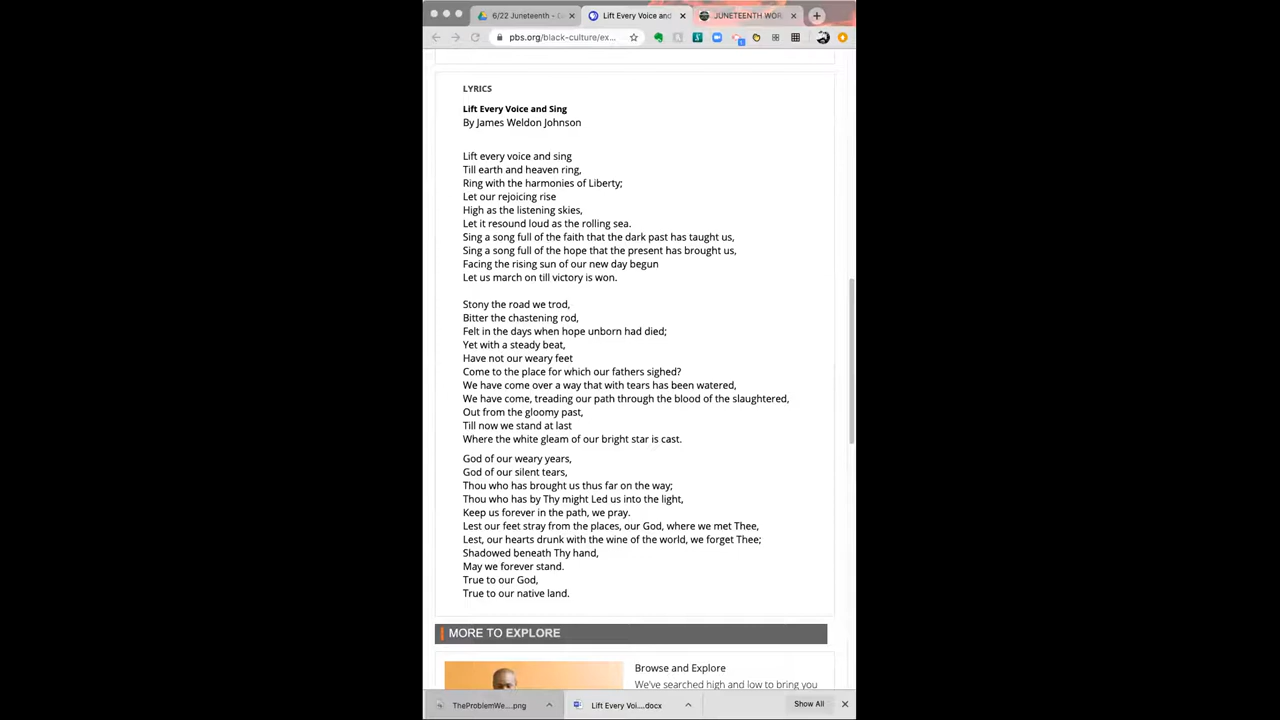 6/22 Juneteenth -
Lift Every Voice and
JUNETEENTH WOR
pbs.org/black-culture/ex...
LYRICS
Lift Every Voice and Sing
By James Weldon Johnson
Lift every voice and sing
Till earth and heaven ring,
Ring with the harmonies of Liberty;
Let our rejoicing rise
High as the listening skies,
Let it resound loud as the rolling sea.
Sing a song full of the faith that the dark past has taught us,
Sing a song full of the hope that the present has brought us,
Facing the rising sun of our new day begun
Let us march on till victory is won.
Stony the road we trod,
Bitter the chastening rod,
Felt in the days when hope unborn had died;
Yet with a steady beat,
Have not our weary feet
Come to the place for which our fathers sighed?
We have come over a way that with tears has been watered,
We have come, treading our path through the blood of the slaughtered,
Out from the gloomy past,
Till now we stand at last
Where the white gleam of our bright star is cast.
God of our weary years,
God of our silent tears,
Thou who has brought us thus far on the way;
Thou who has by Thy might Led us into the light,
Keep us forever in the path, we pray.
Lest our feet stray from the places, our God, where we met Thee,
Lest, our hearts drunk with the wine of the world, we forget Thee;
Shadowed beneath Thy hand,
May we forever stand.
True to our God,
True to our native land.
MORE TO EXPLORE
Browse and Explore
We've searched high and low to bring you
TheProblemWe....png
Lift Every Voi....docx
Show All